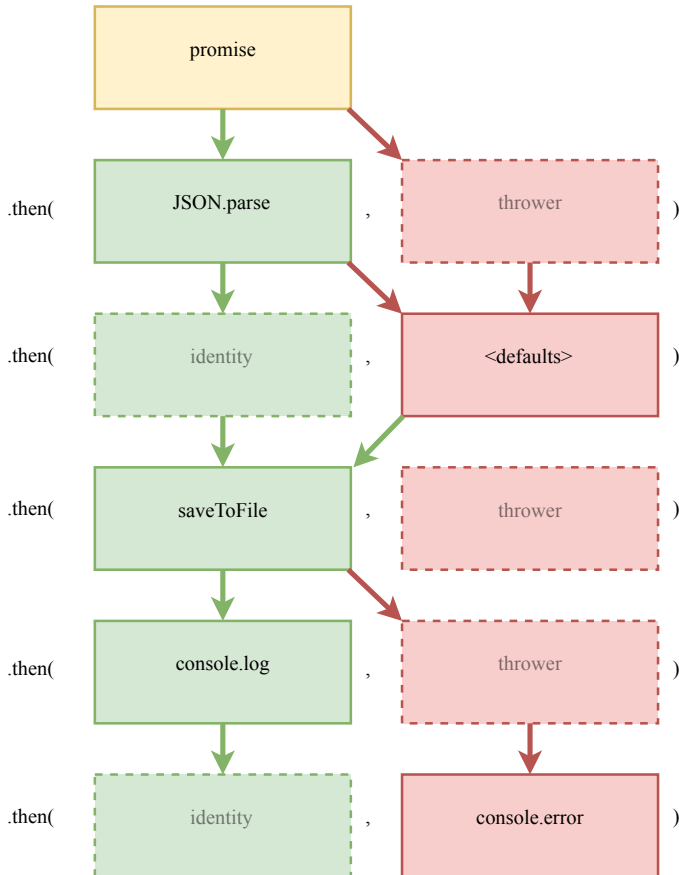 promise
.then( JSON.parse , thrower )
.then( identity , <defaults> )
.then( saveToFile , thrower )
.then( console.log , thrower )
.then( identity , console.error )